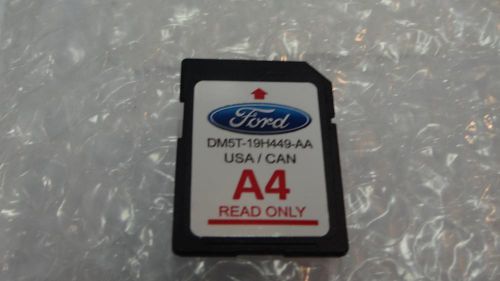 Ford
DM5T-19H449-AA
USA / CAN
A4
READ ONLY